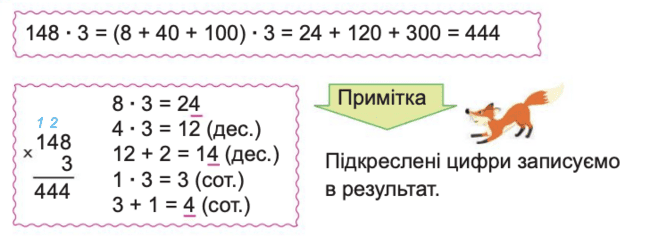 148 · 3 = (8 + 40 + 100) · 3 = 24 + 120 + 300 = 444
1 2
148
×
3
444
8 · 3 = 24
4 · 3 = 12 (дес.)
12 + 2 = 14 (дес.)
1 · 3 = 3 (сот.)
3 + 1 = 4 (сот.)
Примітка
Підкреслені цифри записуємо
в результат.